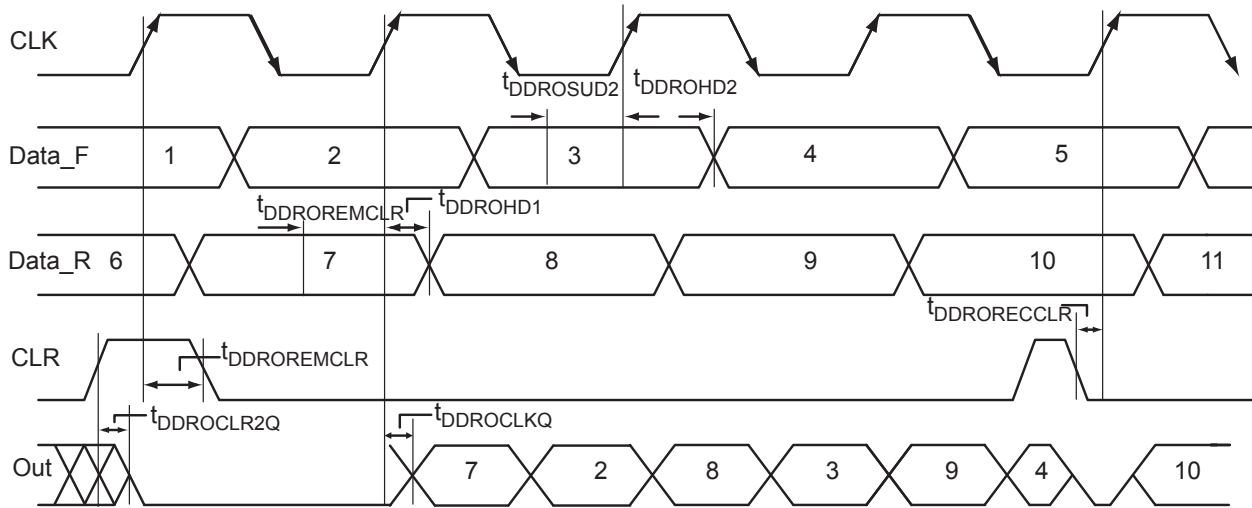 CLK
tDDROSUD2 tDDROHD2
Data_F 1 2 3 4 5
tDDROREMCLR tDDROHD1
Data_R 6 7 8 9 10 11
tDDRORECCLR
CLR
tDDROREMCLR
tDDROCLR2Q tDDROCLKQ
Out 7 2 8 3 9 4 10